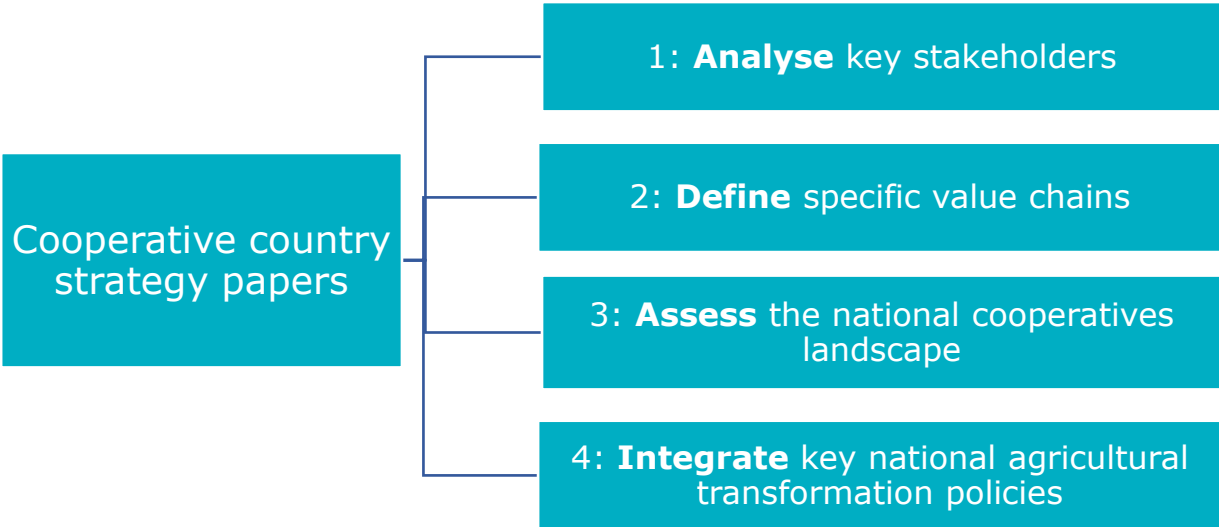 Cooperative country
strategy papers
1: Analyse key stakeholders
2: Define specific value chains
3: Assess the national cooperatives
landscape
4: Integrate key national agricultural
transformation policies